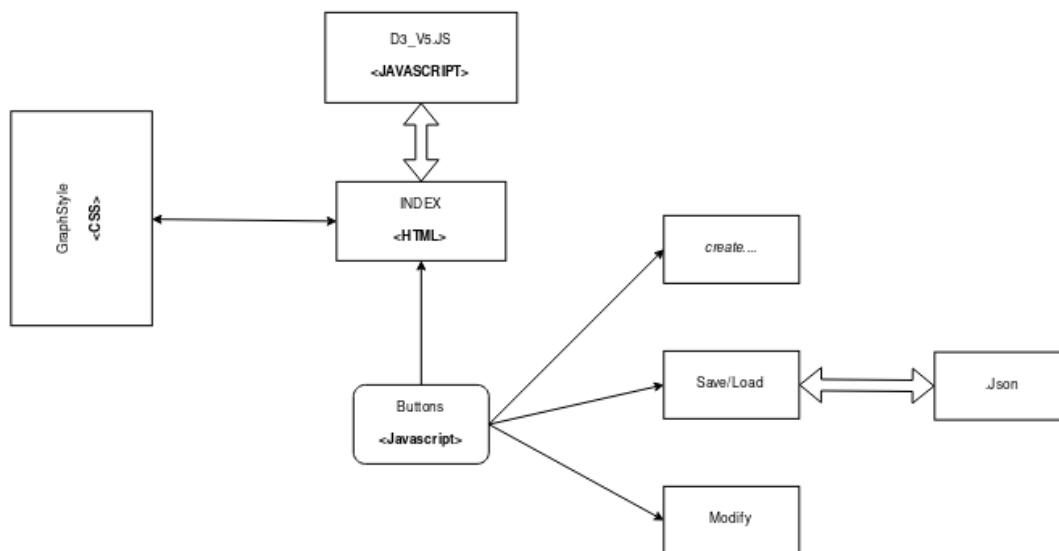 D3_V5.JS
<JAVASCRIPT>
GraphStyle
<CSS>
INDEX
<HTML>
create....
Save/Load
.Json
Buttons
<Javascript>
Modify